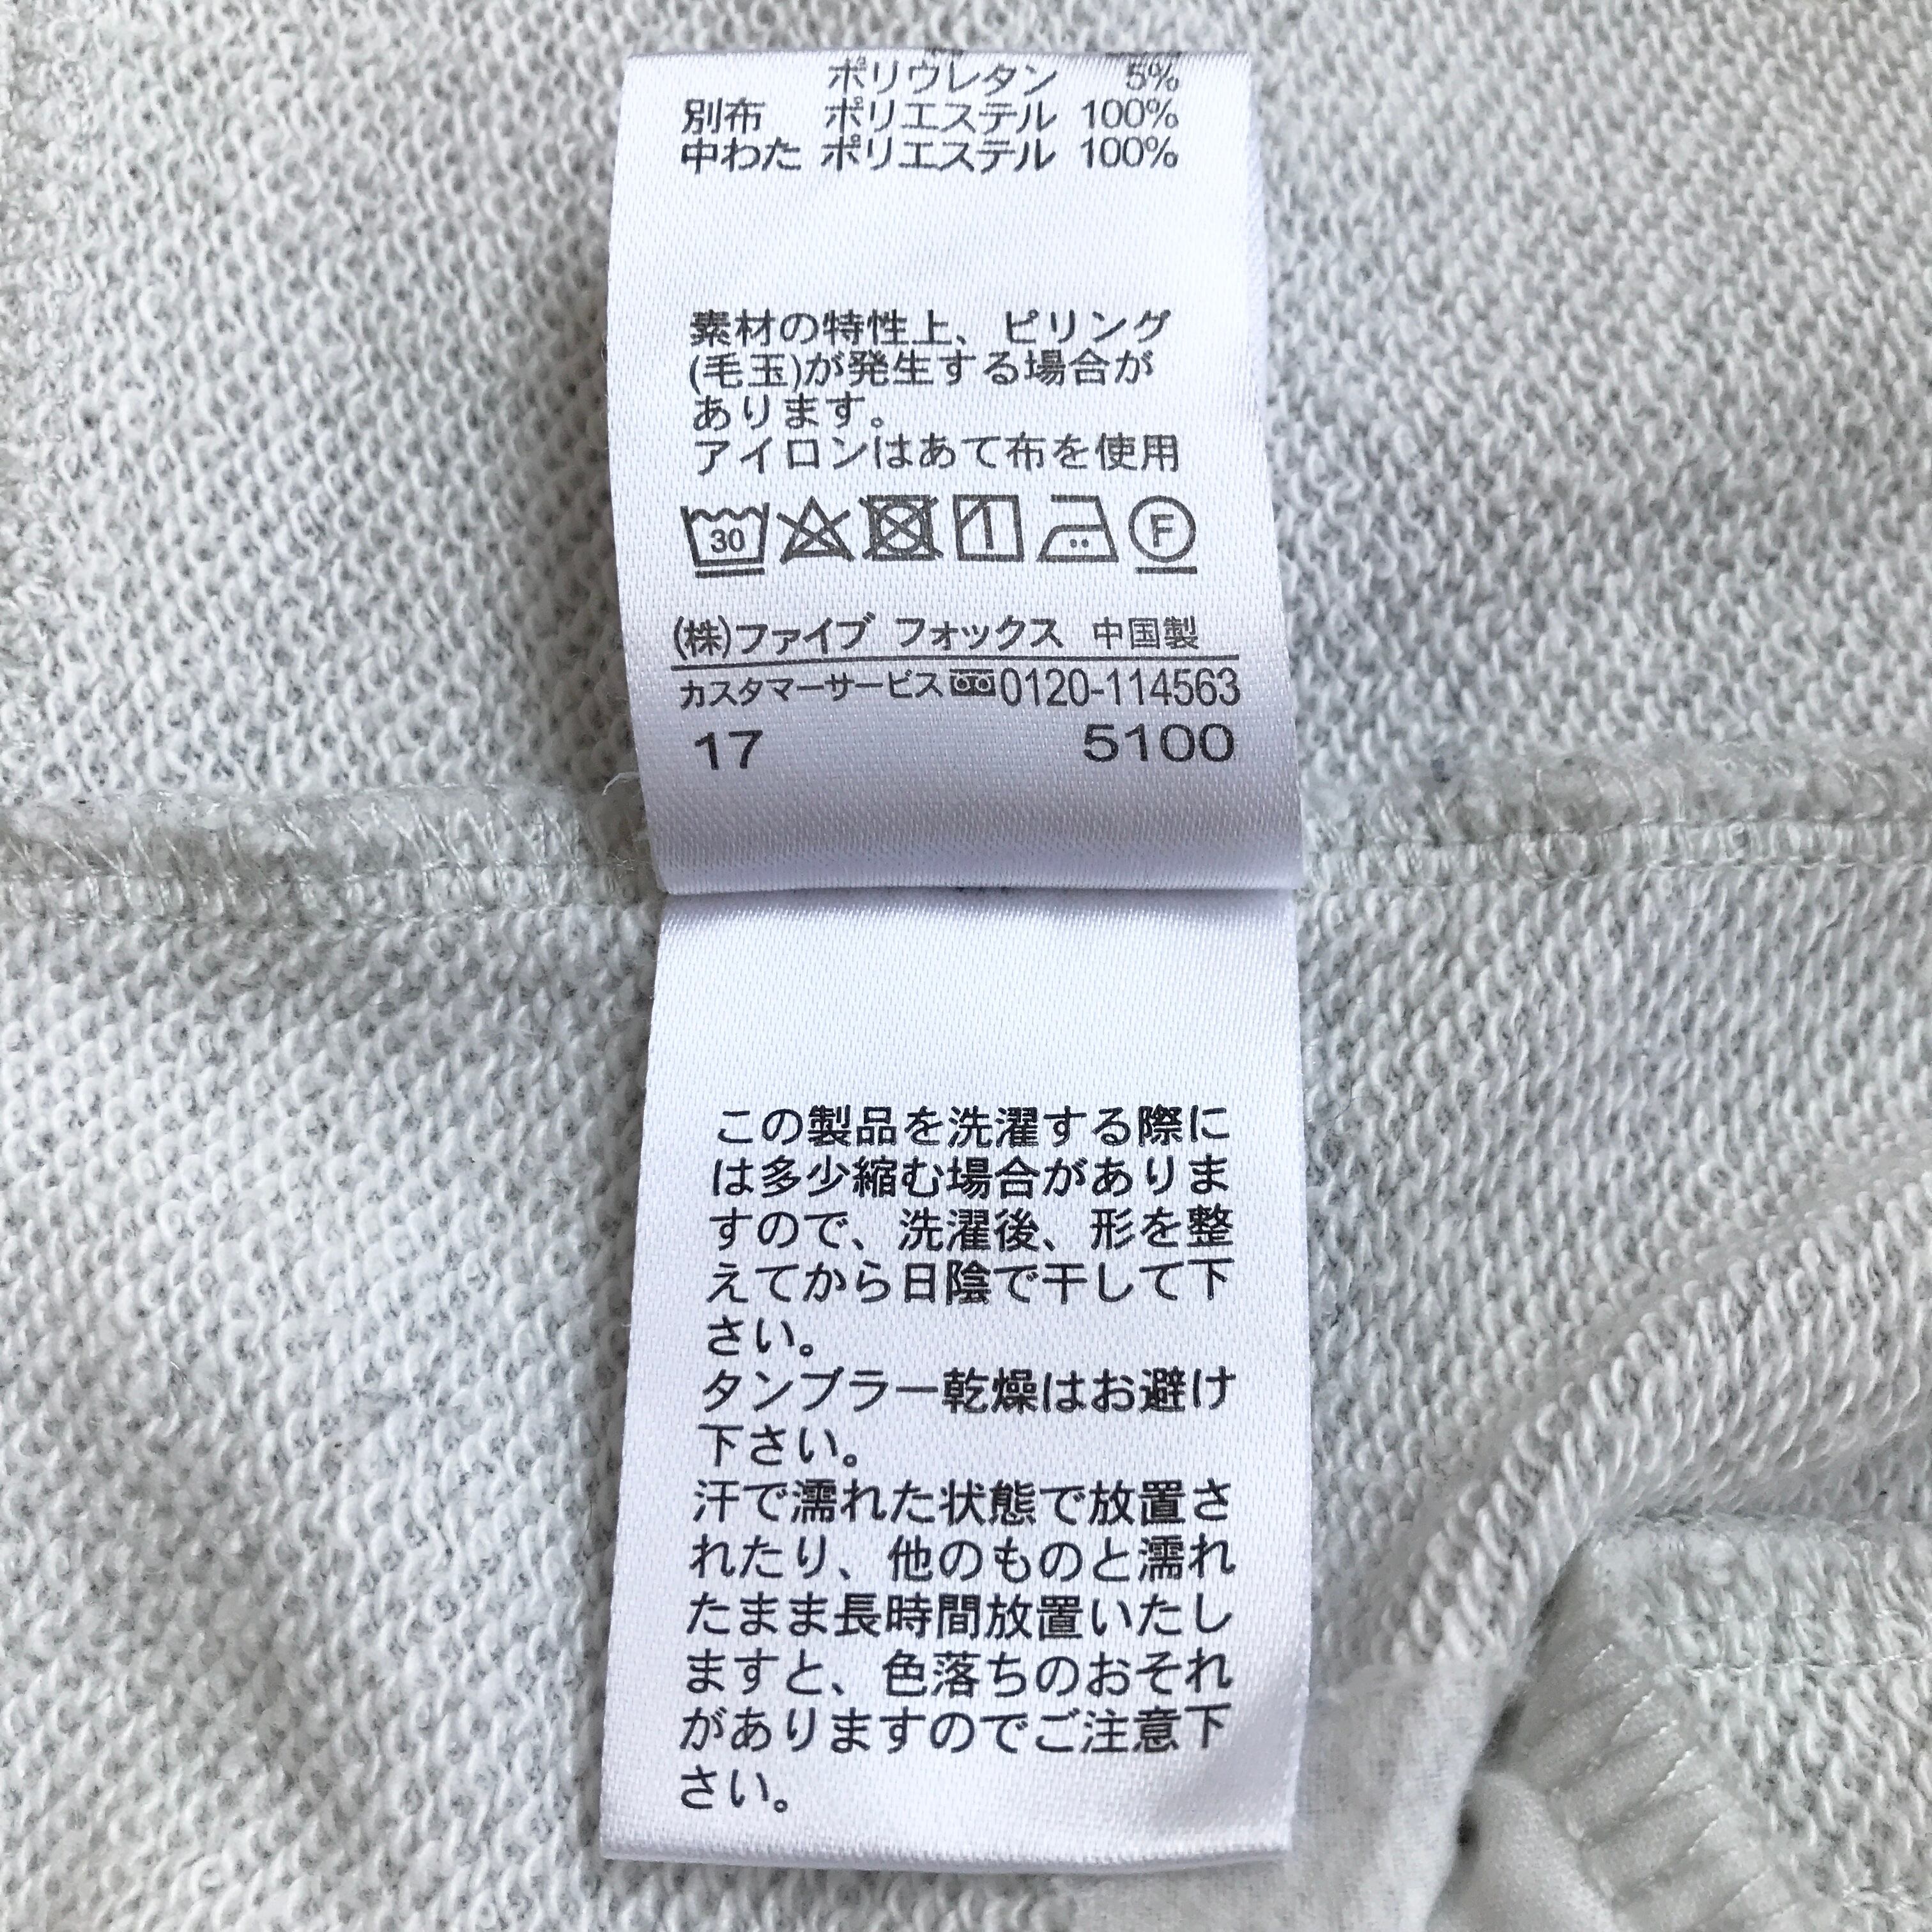 ポリウレタン 5%
別布 ポリエステル 100%
中わた ポリエステル 100%
素材の特性上、ピリング
(毛玉)が発生する場合が
あります。
アイロンはあて布を使用
30 F
(株)ファイブ フォックス 中国製
カスタマーサービス 0120-114563
17 5100
この製品を洗濯する際に
は多少縮む場合がありま
すので、洗濯後、形を整
えてから日陰で干して下
さい。
タンブラー乾燥はお避け
下さい。
汗で濡れた状態で放置さ
れたり、他のものと濡れ
たまま長時間放置いたし
ますと、色落ちのおそれ
がありますのでご注意下
さい。